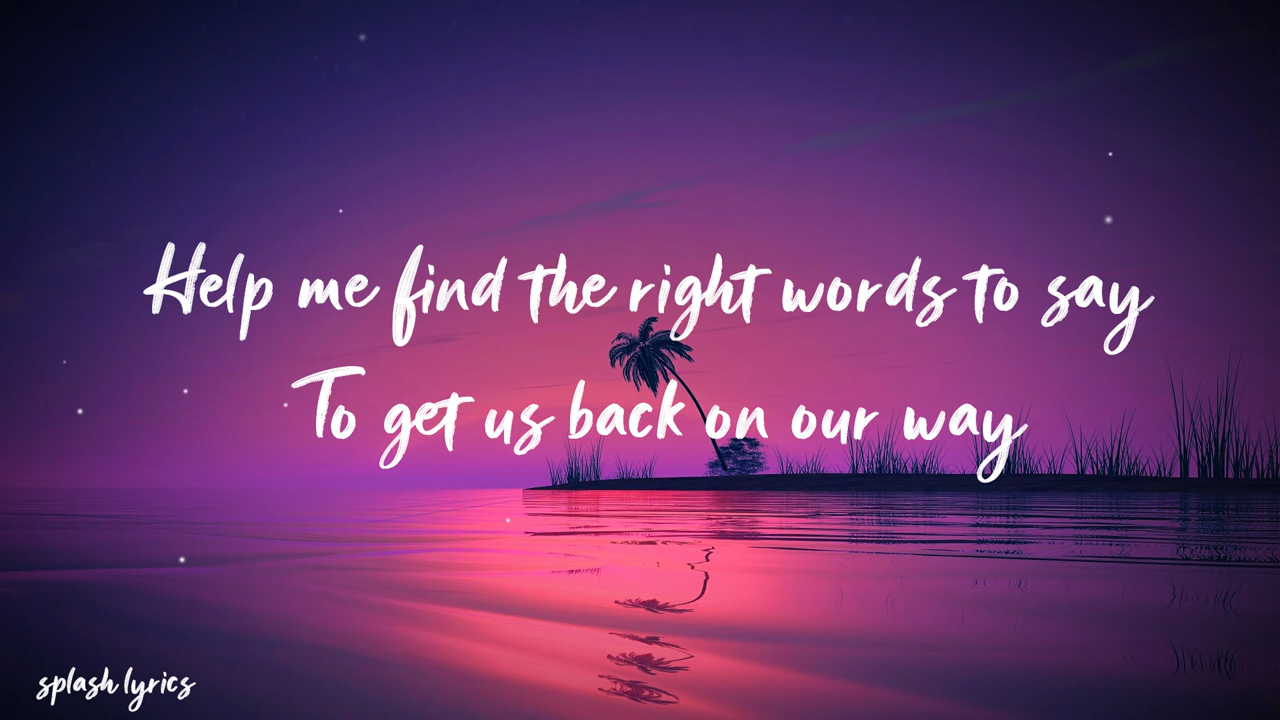 Help me find the right words to say
To get us back on our way
splash lyrics